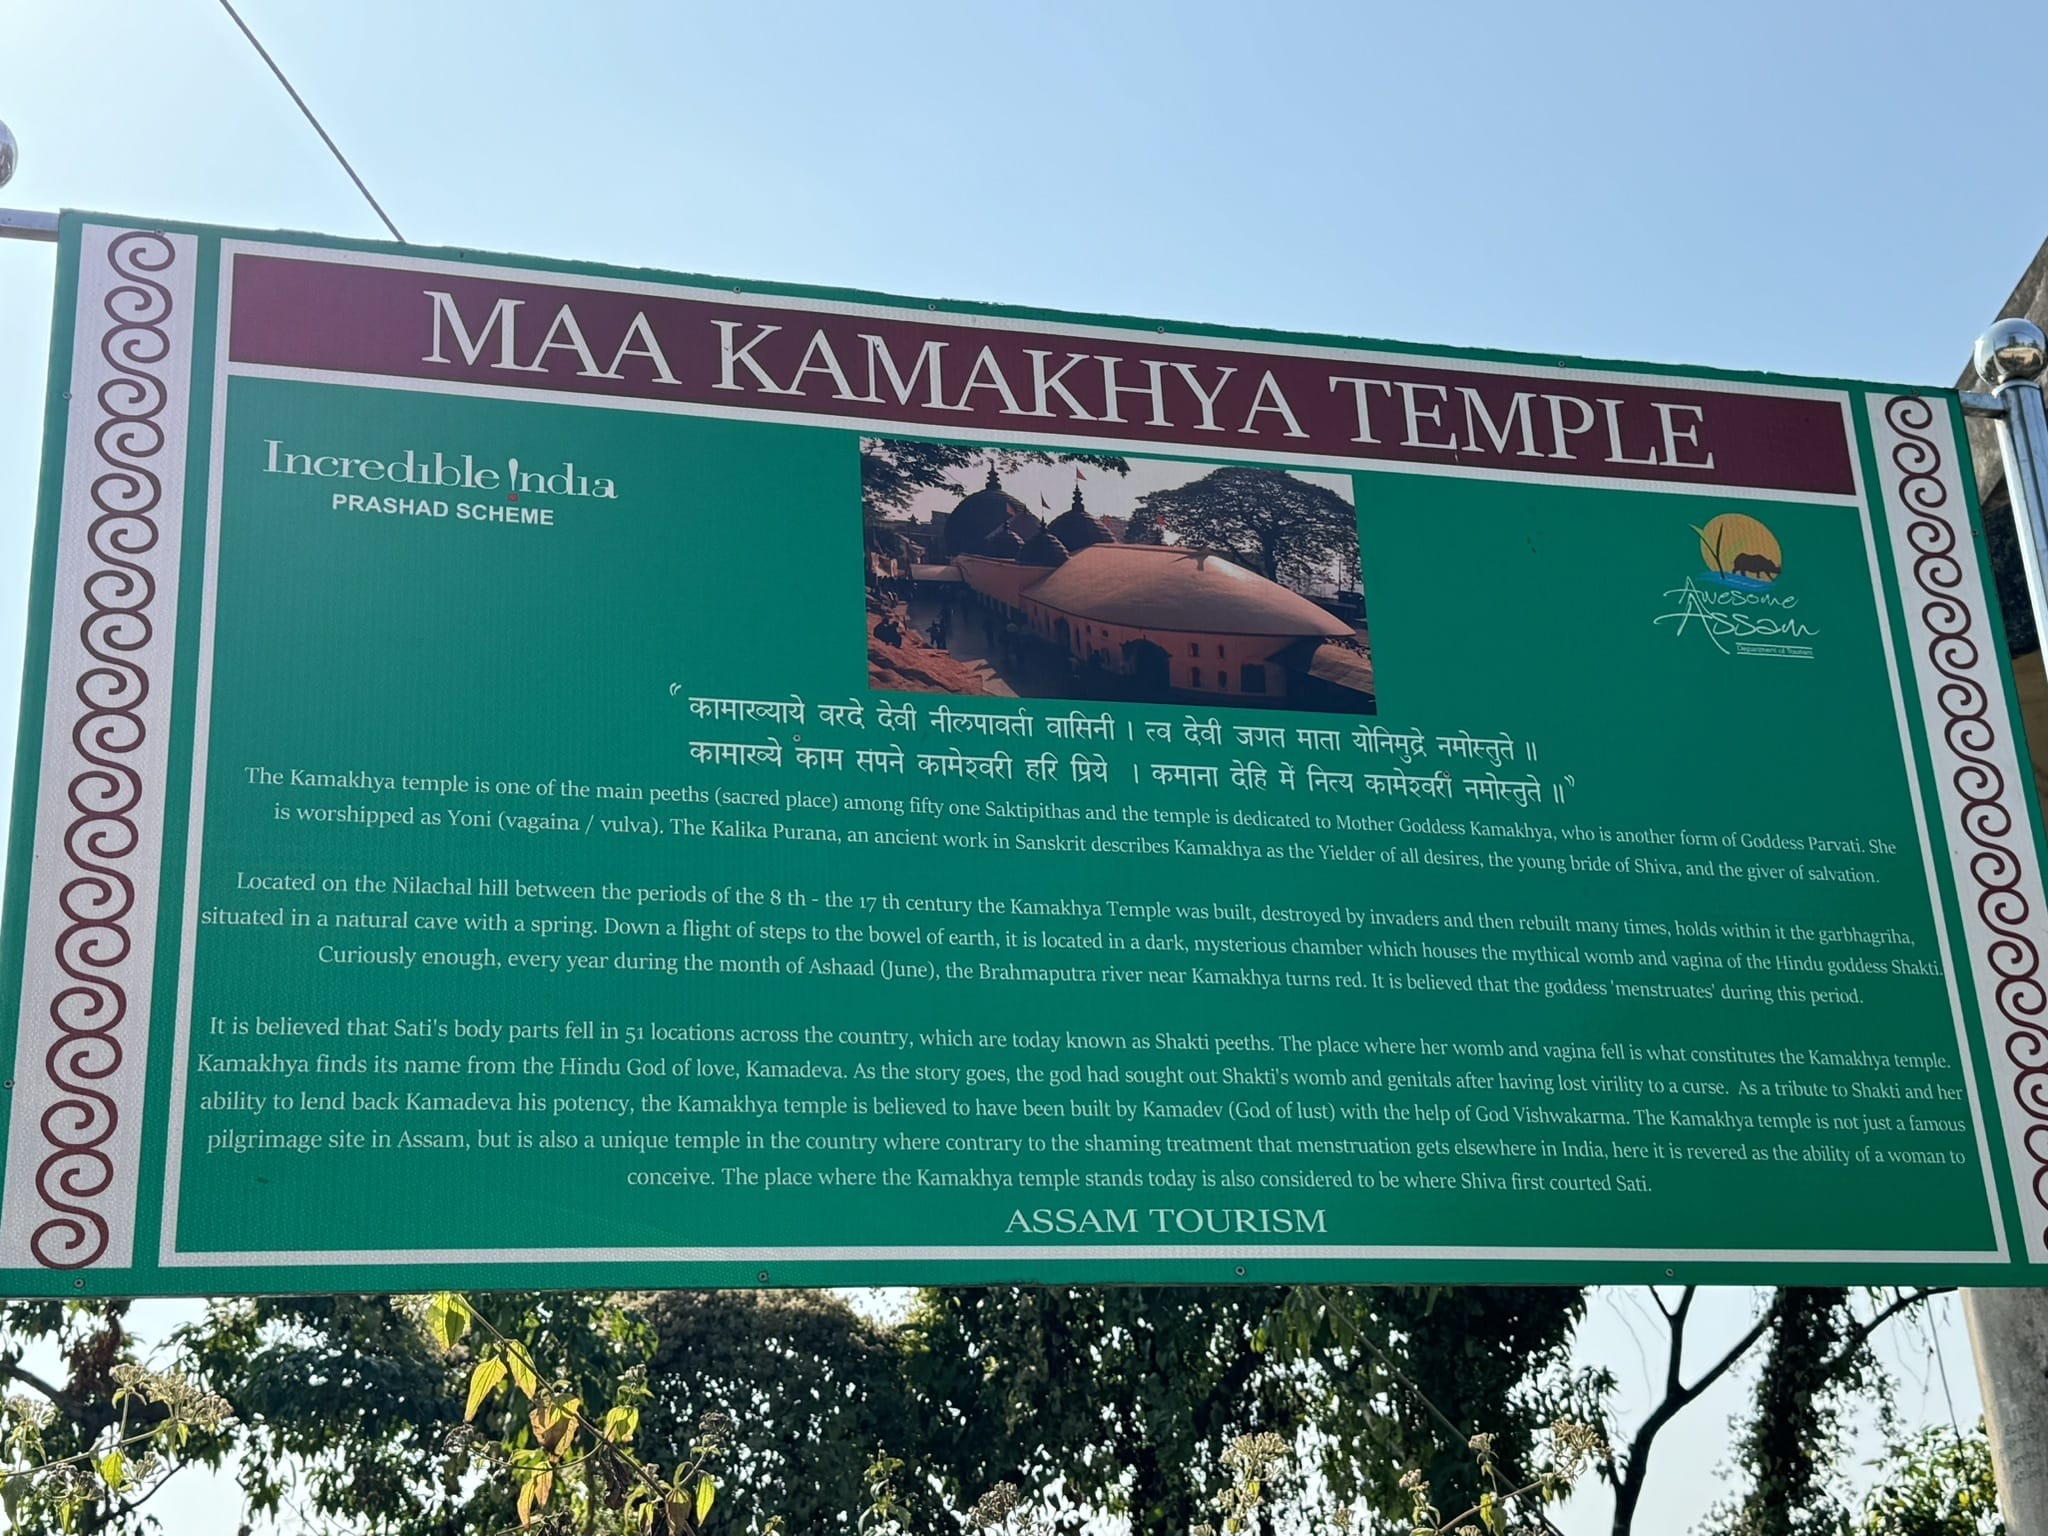 MAA KAMAKHYA TEMPLE
Incredible !ndia
PRASHAD SCHEME
Awesome
Assam
Department of Tourism
“कामाख्याये वरदे देवी नीलपावर्ता वासिनी । त्व देवी जगत माता योनिमुद्रे नमोस्तुते ॥
कामाख्ये काम संपने कामेश्वरी हरि प्रिये । कमाना देहि में नित्य कामेश्वरीं नमोस्तुते ॥”
The Kamakhya temple is one of the main peeths (sacred place) among fifty one Saktipithas and the temple is dedicated to Mother Goddess Kamakhya, who is another form of Goddess Parvati. She
is worshipped as Yoni (vagaina / vulva). The Kalika Purana, an ancient work in Sanskrit describes Kamakhya as the Yielder of all desires, the young bride of Shiva, and the giver of salvation.
Located on the Nilachal hill between the periods of the 8 th - the 17 th century the Kamakhya Temple was built, destroyed by invaders and then rebuilt many times, holds within it the garbhagriha,
situated in a natural cave with a spring. Down a flight of steps to the bowel of earth, it is located in a dark, mysterious chamber which houses the mythical womb and vagina of the Hindu goddess Shakti.
Curiously enough, every year during the month of Ashaad (June), the Brahmaputra river near Kamakhya turns red. It is believed that the goddess 'menstruates' during this period.
It is believed that Sati's body parts fell in 51 locations across the country, which are today known as Shakti peeths. The place where her womb and vagina fell is what constitutes the Kamakhya temple.
Kamakhya finds its name from the Hindu God of love, Kamadeva. As the story goes, the god had sought out Shakti's womb and genitals after having lost virility to a curse. As a tribute to Shakti and her
ability to lend back Kamadeva his potency, the Kamakhya temple is believed to have been built by Kamadev (God of lust) with the help of God Vishwakarma. The Kamakhya temple is not just a famous
pilgrimage site in Assam, but is also a unique temple in the country where contrary to the shaming treatment that menstruation gets elsewhere in India, here it is revered as the ability of a woman to
conceive. The place where the Kamakhya temple stands today is also considered to be where Shiva first courted Sati.
ASSAM TOURISM